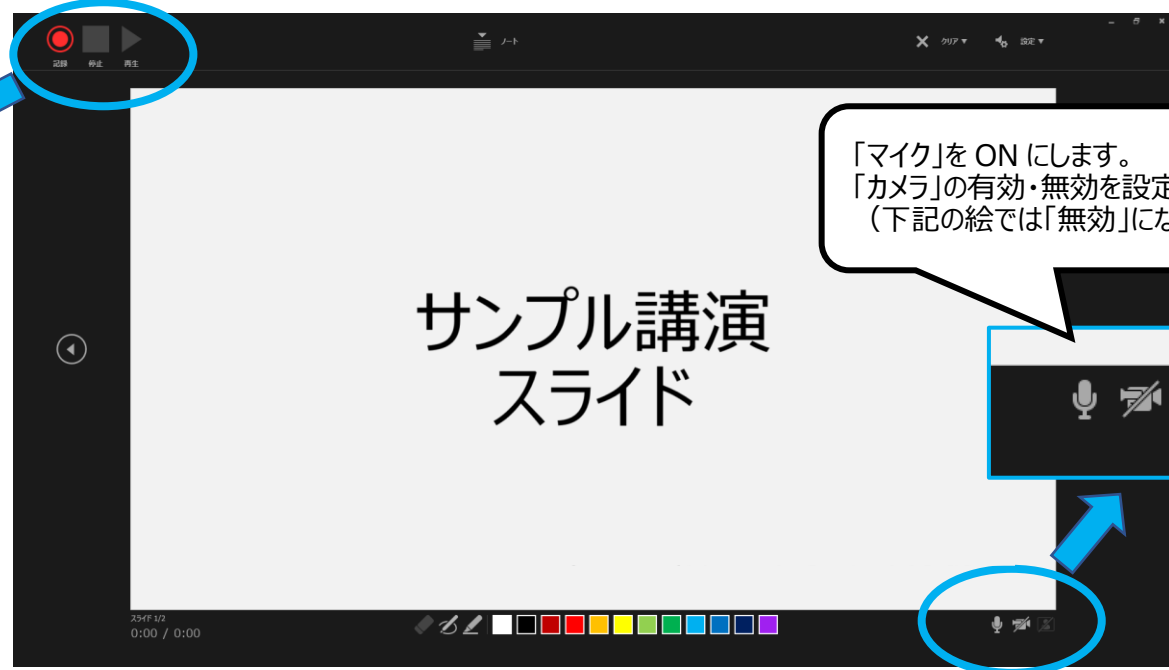 記録 停止 再生
ノート
クリア
設定
「マイク」を ON にします。
「カメラ」の有効・無効を設定
（下記の絵では「無効」にな
サンプル講演
スライド
スライド 1/2
0:00 / 0:00